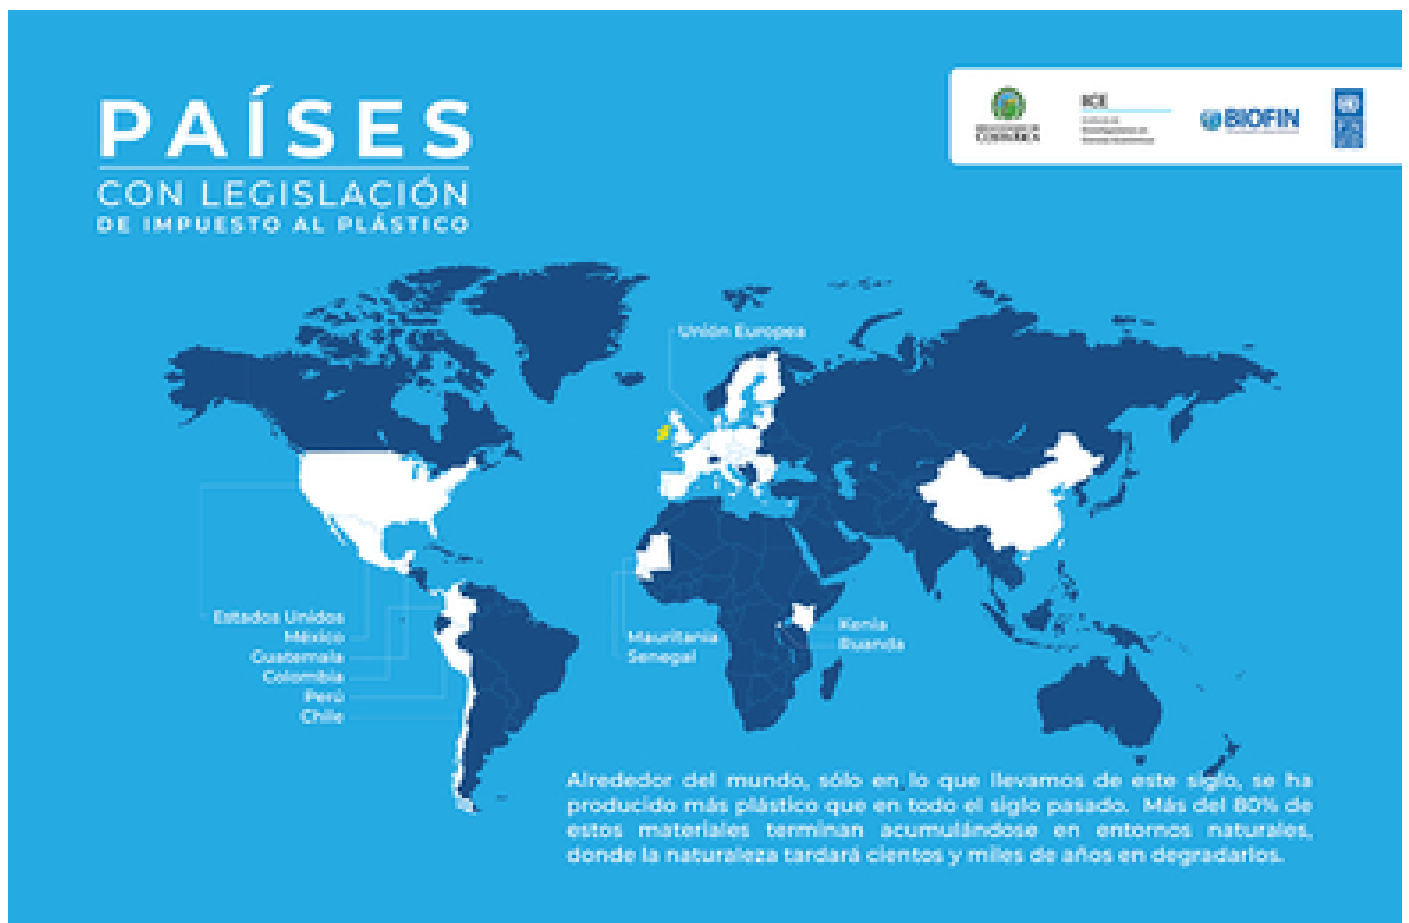 PAÍSES
CON LEGISLACIÓN
DE IMPUESTO AL PLÁSTICO
BIOFIN
Unión Europea
Estados Unidos
México
Guatemala
Colombia
Perú
Chile
Mauritania
Senegal
Kenia
Ruanda
Alrededor del mundo, sólo en lo que llevamos de este siglo, se ha
producido más plástico que en todo el siglo pasado. Más del 80% de
estos materiales terminan acumulándose en entornos naturales,
donde la naturaleza tardará cientos y miles de años en degradarlos.